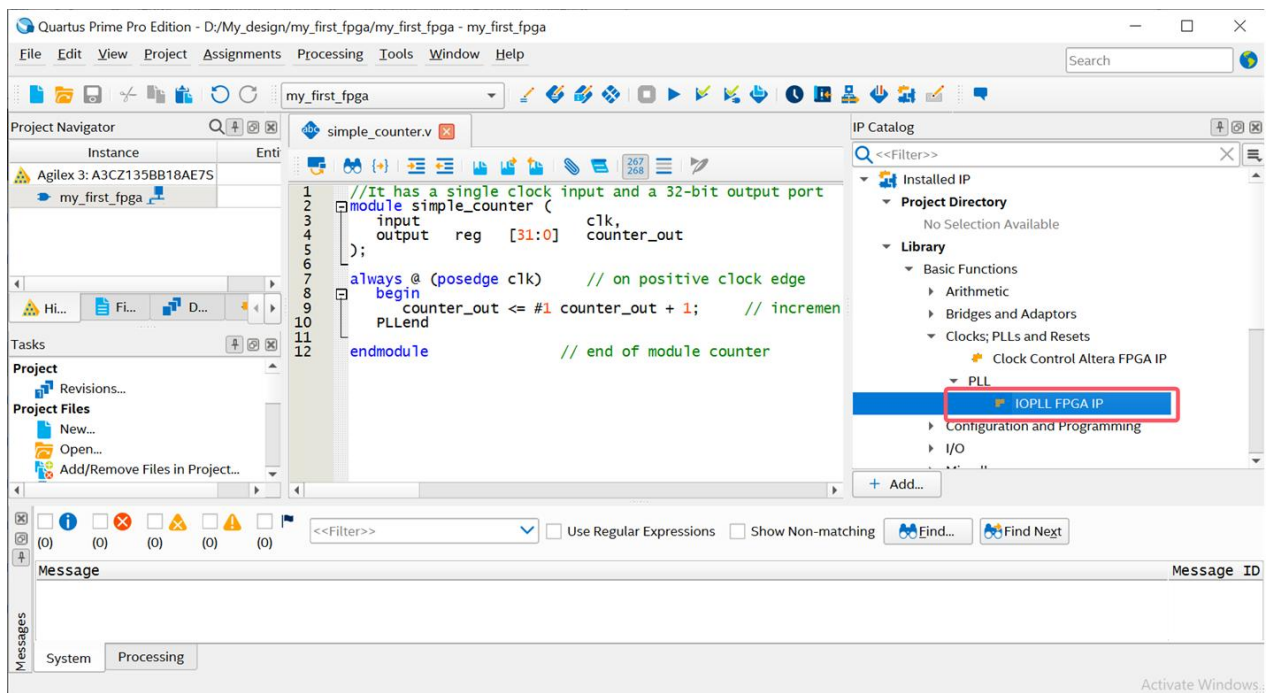 Quartus Prime Pro Edition - D:/My_design/my_first_fpga/my_first_fpga - my_first_fpga
File Edit View Project Assignments Processing Tools Window Help
Search
my_first_fpga
Project Navigator
Instance Enti
Agilex 3: A3CZ135BB18AE7S
my_first_fpga
Hi... Fi... D...
Tasks
Project
Revisions...
Project Files
New...
Open...
Add/Remove Files in Project...
abc simple_counter.v
267
268
1 //It has a single clock input and a 32-bit output port
2 module simple_counter (
3 input clk,
4 output reg [31:0] counter_out
5 );
6
7 always @ (posedge clk) // on positive clock edge
8 begin
9 counter_out <= #1 counter_out + 1; // incremen
10 PLLend
11
12 endmodule // end of module counter
IP Catalog
<<Filter>>
Installed IP
Project Directory
No Selection Available
Library
Basic Functions
Arithmetic
Bridges and Adaptors
Clocks; PLLs and Resets
Clock Control Altera FPGA IP
PLL
IOPLL FPGA IP
Configuration and Programming
I/O
+ Add...
(0) (0) (0) (0) (0)
<<Filter>> Use Regular Expressions Show Non-matching Find... Find Next
Message Message ID
Messages
System Processing
Activate Windows